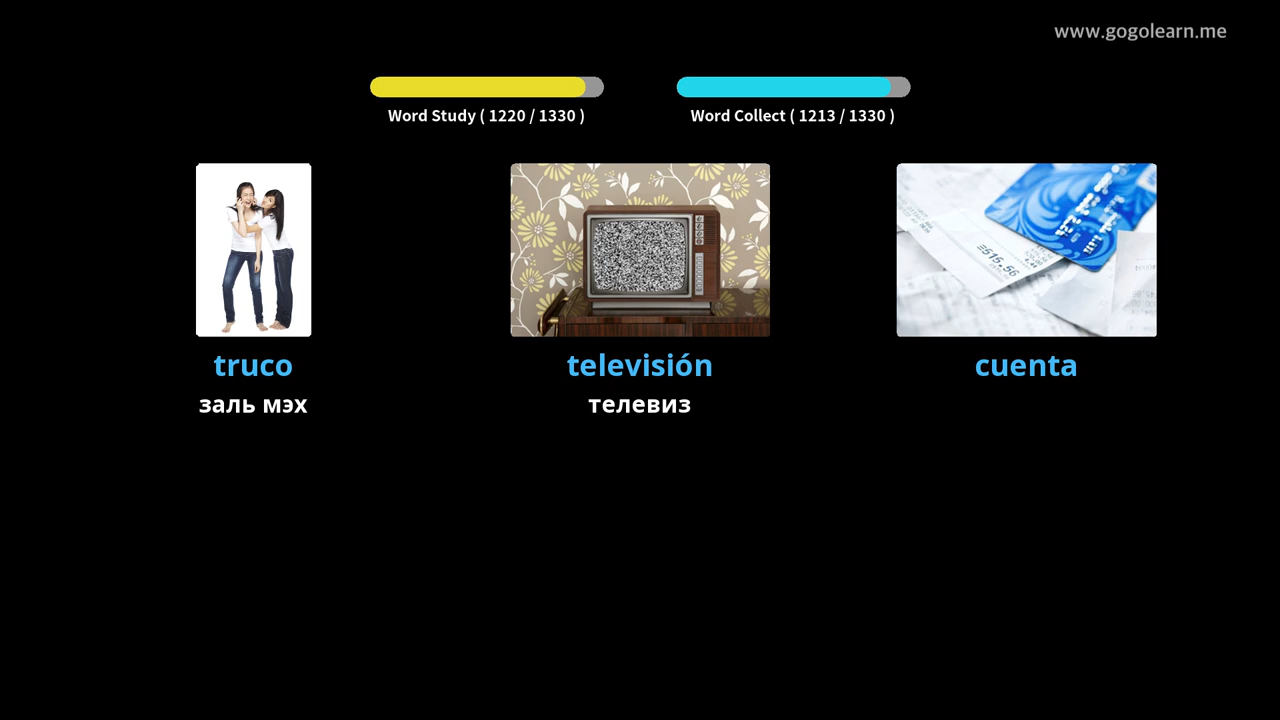 www.gogolearn.me
Word Study ( 1220 / 1330 )
Word Collect ( 1213 / 1330 )
truco
televisión
cuenta
заль мэх
телевиз